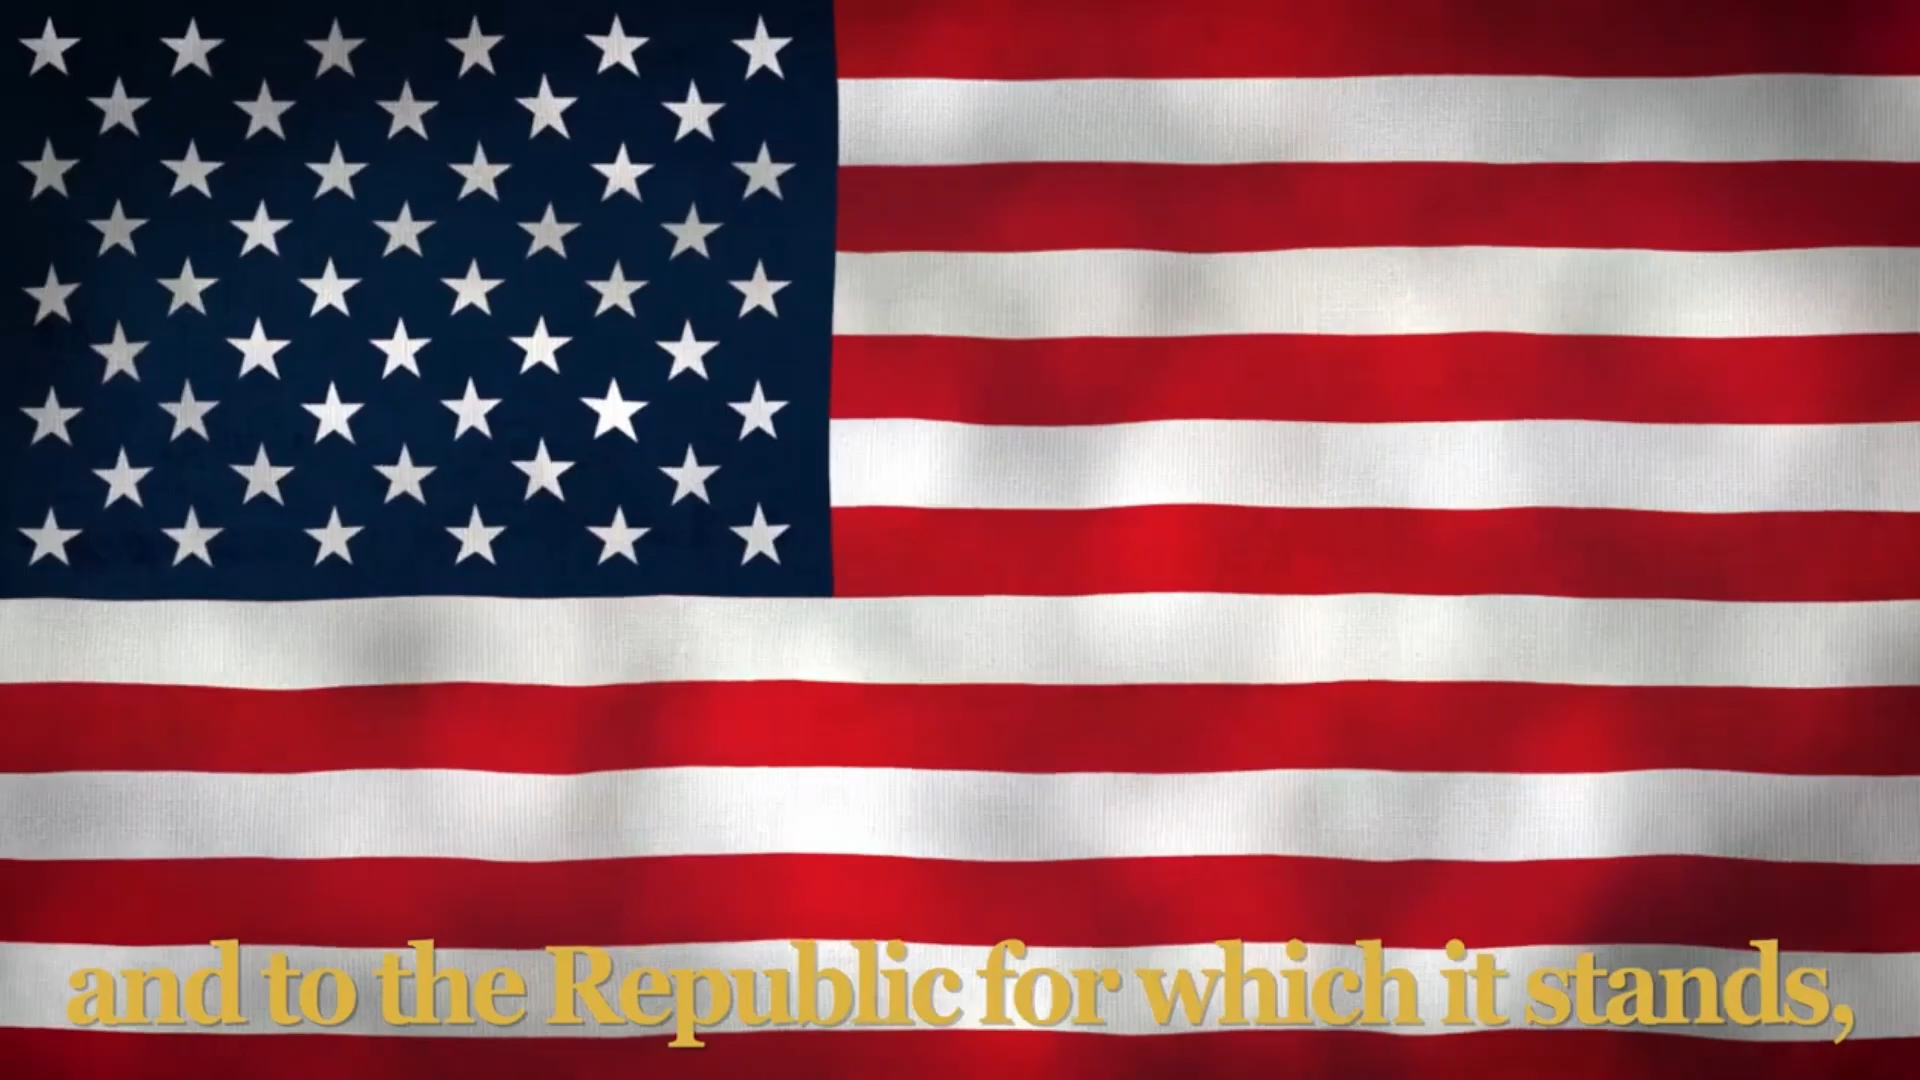 and to the Republic for which it stands,